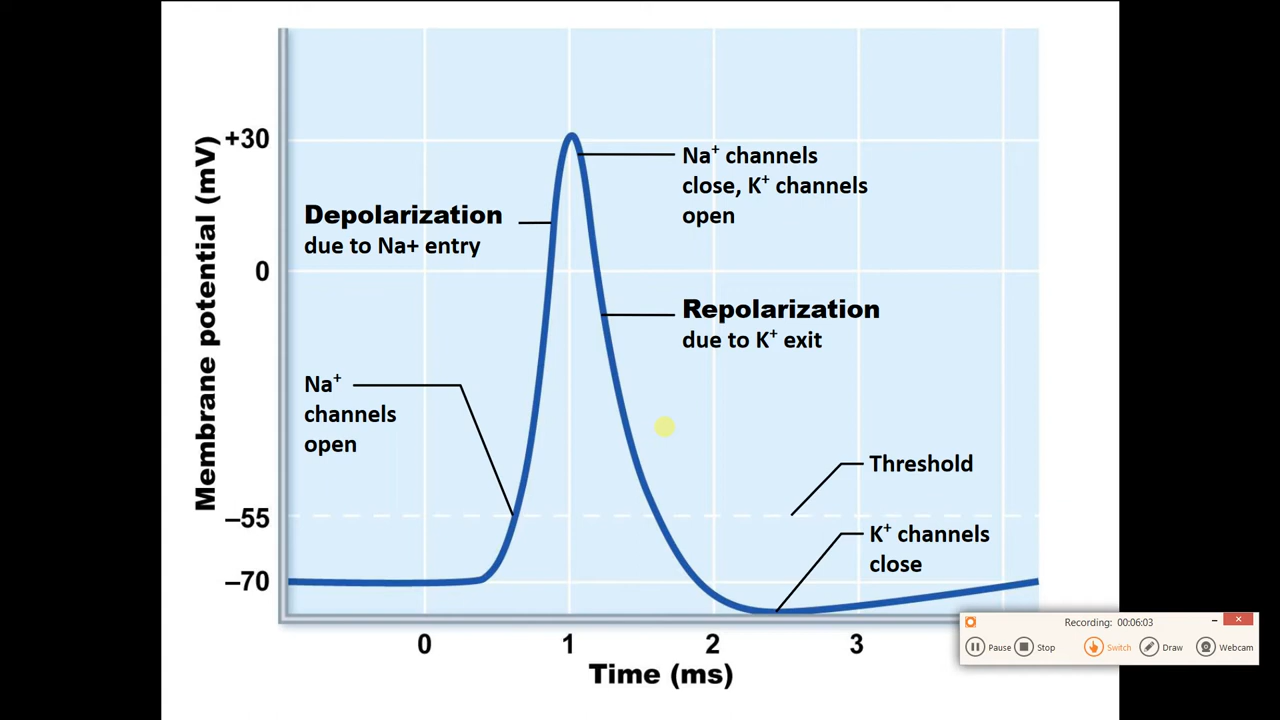 Membrane potential (mV)
+30
0
–55
–70
Depolarization
due to Na+ entry
Na⁺
channels
open
Na⁺ channels
close, K⁺ channels
open
Repolarization
due to K⁺ exit
Threshold
K⁺ channels
close
0 1 2 3
Time (ms)
Recording: 00:06:03
Pause Stop Switch Draw Webcam